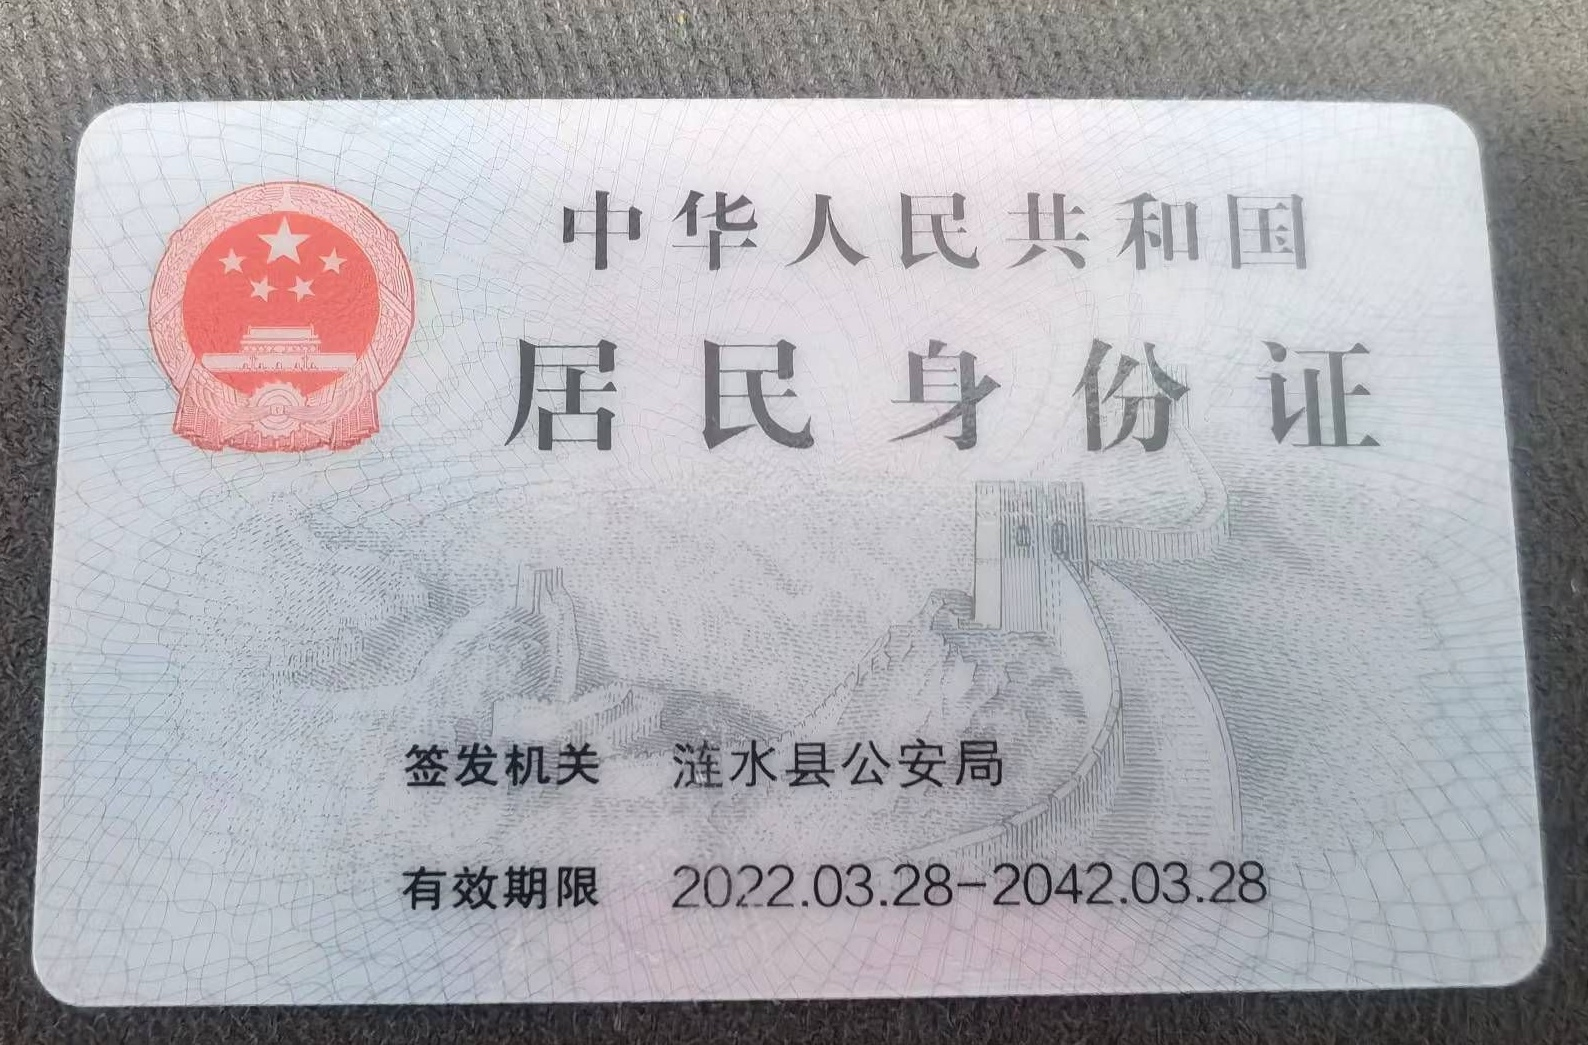 中华人民共和国
居民身份证
签发机关 涟水县公安局
有效期限 2022.03.28-2042.03.28